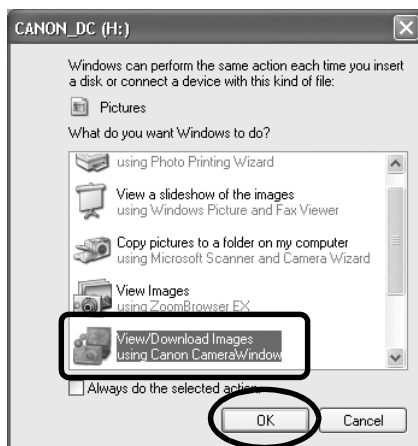 CANON_DC (H:)
Windows can perform the same action each time you insert
a disk or connect a device with this kind of file:
Pictures
What do you want Windows to do?
using Photo Printing Wizard
View a slideshow of the images
using Windows Picture and Fax Viewer
Copy pictures to a folder on my computer
using Microsoft Scanner and Camera Wizard
View Images
using ZoomBrowser EX
View/Download Images
using Canon CameraWindow
Always do the selected action.
OK
Cancel